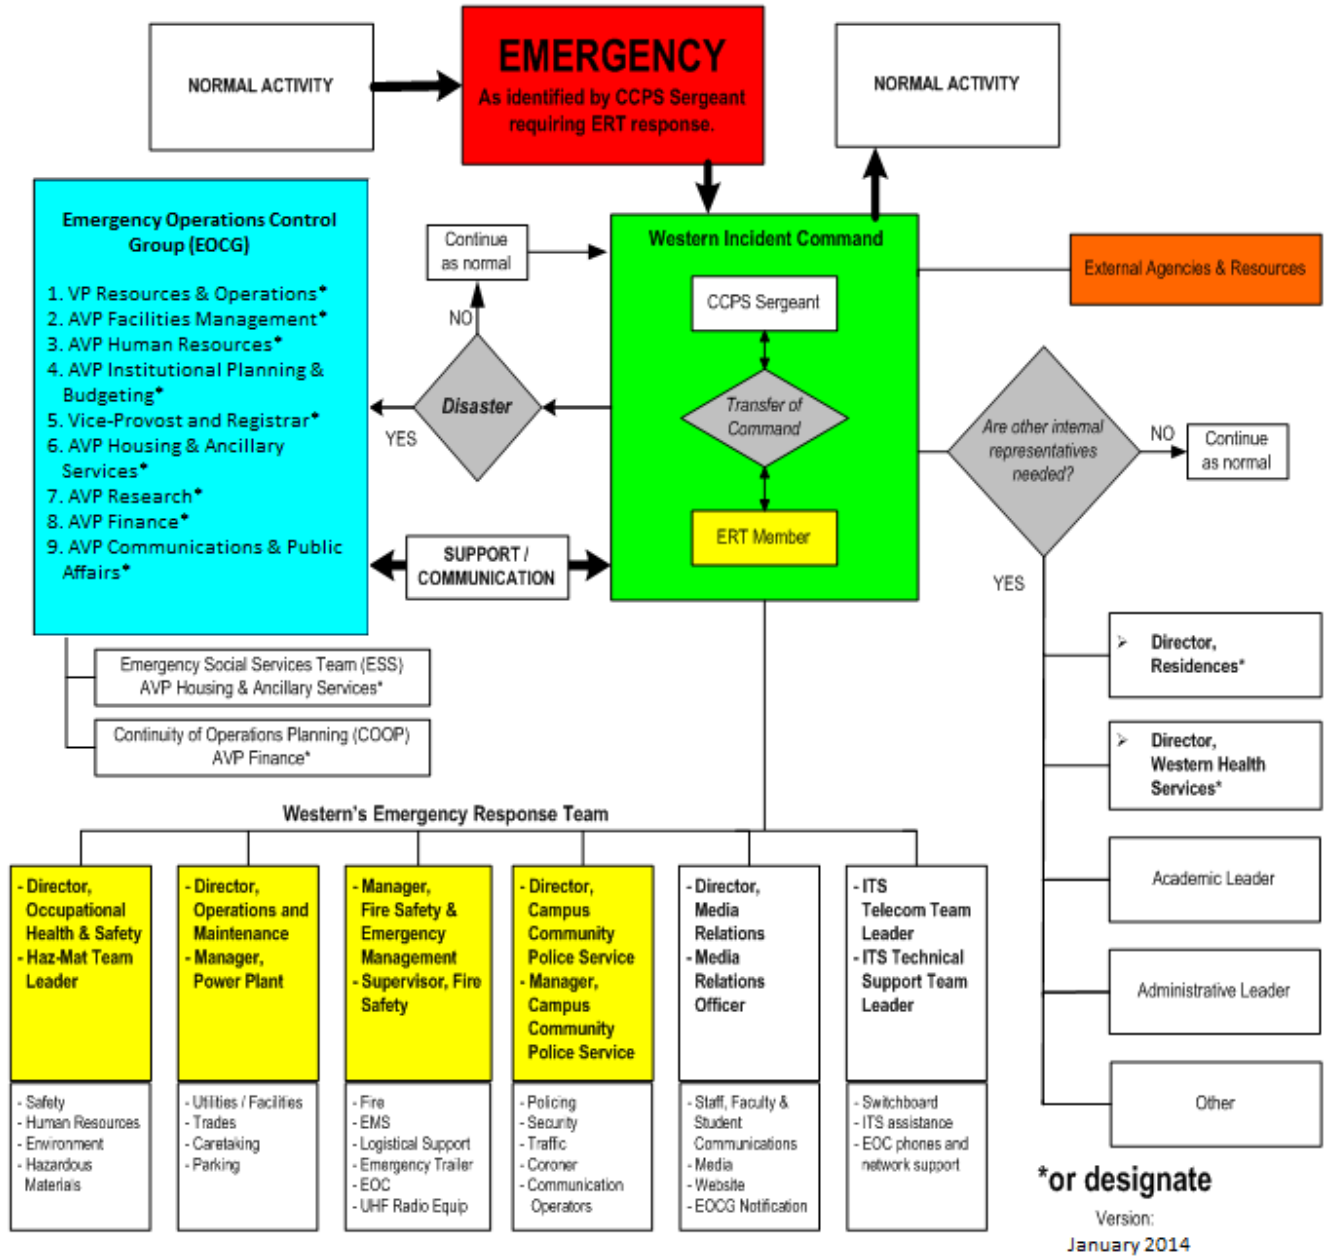 NORMAL ACTIVITY
EMERGENCY
As identified by CCPS Sergeant
requiring ERT response.
NORMAL ACTIVITY
Emergency Operations Control
Group (EOCG)
1. VP Resources & Operations*
2. AVP Facilities Management*
3. AVP Human Resources*
4. AVP Institutional Planning &
Budgeting*
5. Vice-Provost and Registrar*
6. AVP Housing & Ancillary
Services*
7. AVP Research*
8. AVP Finance*
9. AVP Communications & Public
Affairs*
Continue
as normal
NO
Disaster
YES
SUPPORT /
COMMUNICATION
Western Incident Command
CCPS Sergeant
Transfer of
Command
ERT Member
External Agencies & Resources
Are other internal
representatives
needed?
NO
Continue
as normal
YES
➢ Director,
Residences*
➢ Director,
Western Health
Services*
Academic Leader
Administrative Leader
Other
Emergency Social Services Team (ESS)
AVP Housing & Ancillary Services*
Continuity of Operations Planning (COOP)
AVP Finance*
Western's Emergency Response Team
- Director,
Occupational
Health & Safety
- Haz-Mat Team
Leader
- Safety
- Human Resources
- Environment
- Hazardous
Materials
- Director,
Operations and
Maintenance
- Manager,
Power Plant
- Utilities / Facilities
- Trades
- Caretaking
- Parking
- Manager,
Fire Safety &
Emergency
Management
- Supervisor, Fire
Safety
- Fire
- EMS
- Logistical Support
- Emergency Trailer
- EOC
- UHF Radio Equip
- Director,
Campus
Community
Police Service
- Manager,
Campus
Community
Police Service
- Policing
- Security
- Traffic
- Coroner
- Communication
Operators
- Director,
Media
Relations
- Media
Relations
Officer
- Staff, Faculty &
Student
Communications
- Media
- Website
- EOCG Notification
- ITS
Telecom Team
Leader
- ITS Technical
Support Team
Leader
- Switchboard
- ITS assistance
- EOC phones and
network support
*or designate
Version:
January 2014